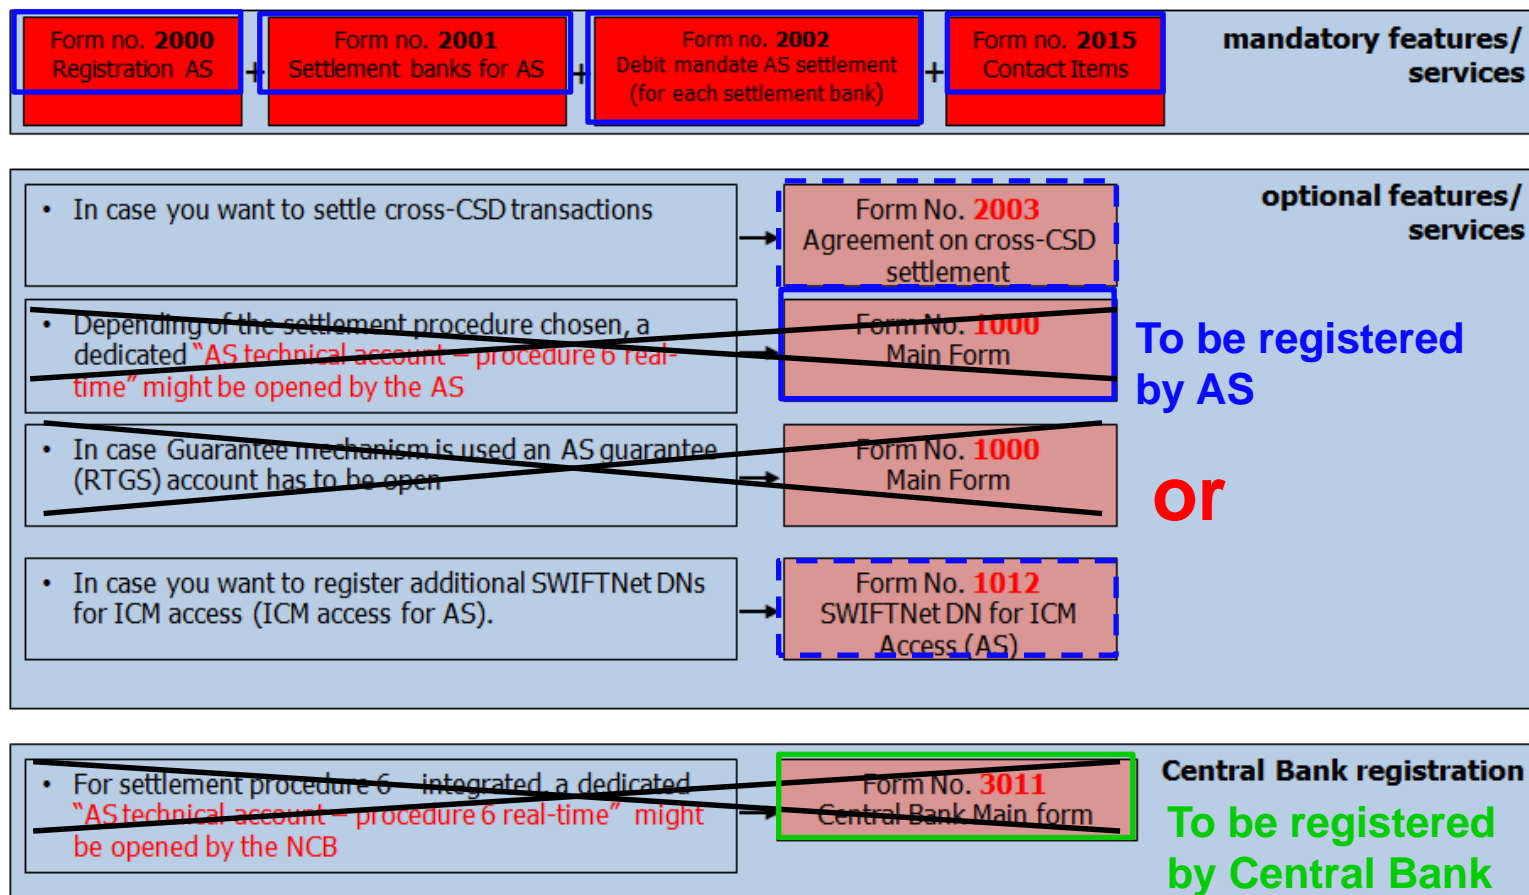 Form no. 2000
Registration AS
+
Form no. 2001
Settlement banks for AS
+
Form no. 2002
Debit mandate AS settlement
(for each settlement bank)
+
Form no. 2015
Contact Items
mandatory features/
services
optional features/
services
• In case you want to settle cross-CSD transactions
Form No. 2003
Agreement on cross-CSD
settlement
• Depending of the settlement procedure chosen, a
dedicated “AS technical account – procedure 6 real-
time” might be opened by the AS
Form No. 1000
Main Form
To be registered
by AS
• In case Guarantee mechanism is used an AS guarantee
(RTGS) account has to be open
Form No. 1000
Main Form
or
• In case you want to register additional SWIFTNet DNs
for ICM access (ICM access for AS).
Form No. 1012
SWIFTNet DN for ICM
Access (AS)
• For settlement procedure 6 integrated, a dedicated
“AS technical account – procedure 6 real-time” might
be opened by the NCB
Form No. 3011
Central Bank Main form
Central Bank registration
To be registered
by Central Bank